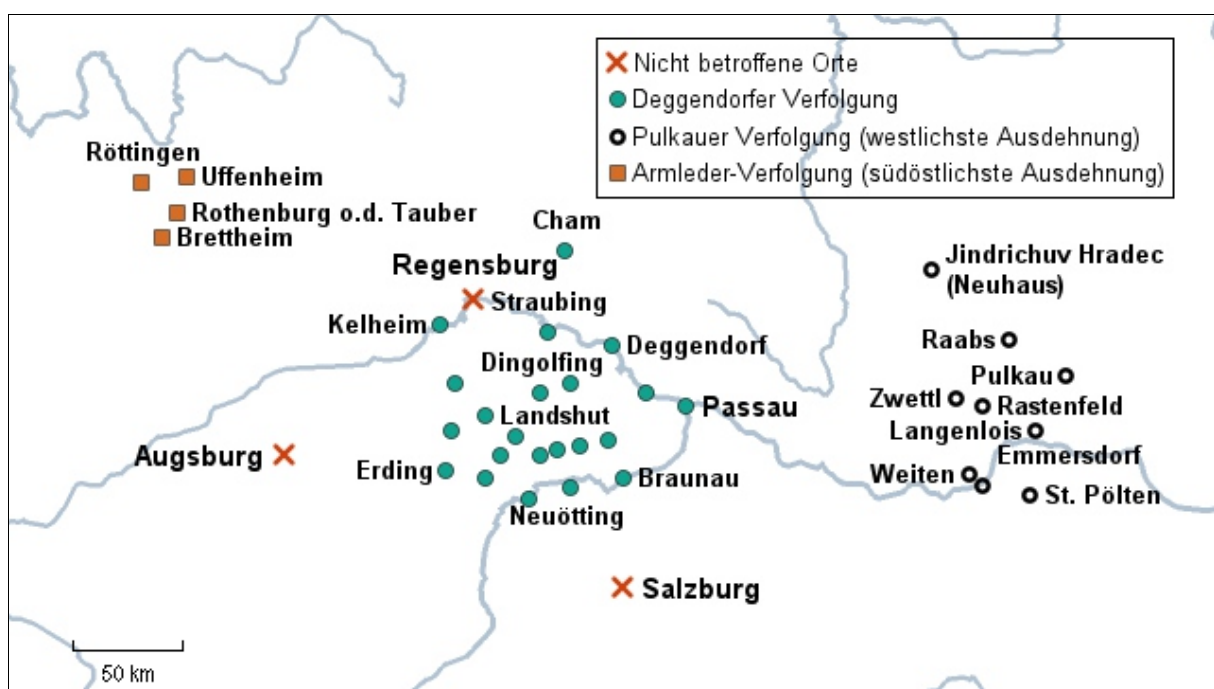 Nicht betroffene Orte
Deggendorfer Verfolgung
Pulkauer Verfolgung (westlichste Ausdehnung)
Armleder-Verfolgung (südöstlichste Ausdehnung)
Röttingen
Uffenheim
Rothenburg o.d. Tauber
Brettheim
Cham
Regensburg
Straubing
Kelheim
Deggendorf
Dingolfing
Passau
Landshut
Augsburg
Erding
Braunau
Neuötting
Salzburg
Jindrichuv Hradec
(Neuhaus)
Raabs
Pulkau
Zwettl
Rastenfeld
Langenlois
Emmersdorf
Weiten
St. Pölten
50 km